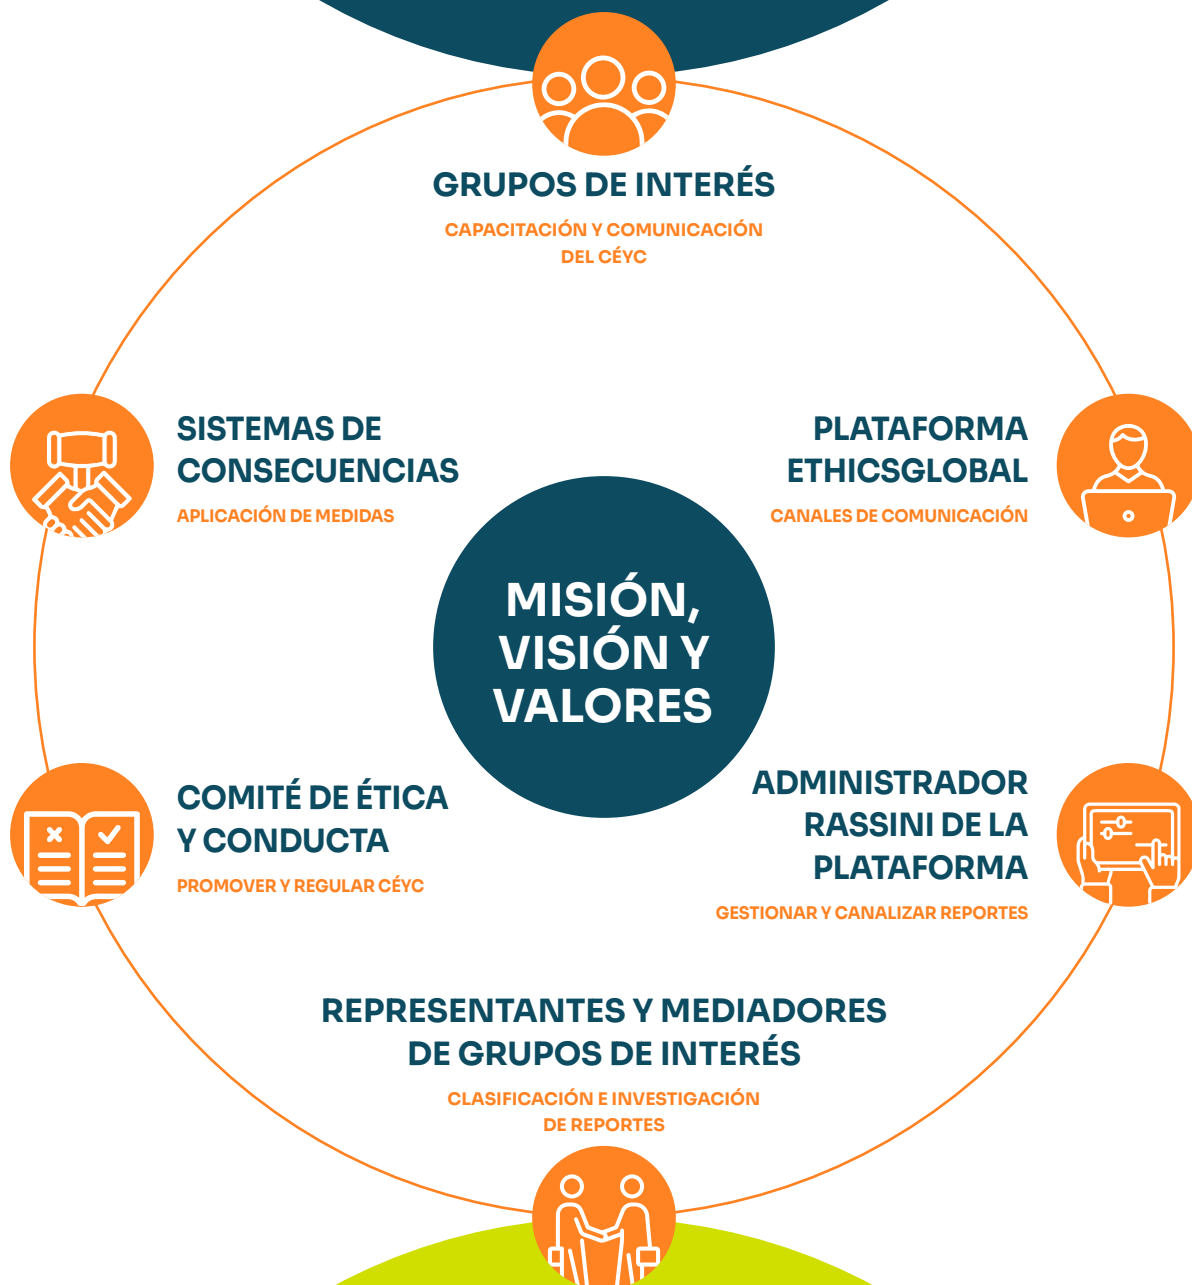 GRUPOS DE INTERÉS
CAPACITACIÓN Y COMUNICACIÓN
DEL CÉYC
SISTEMAS DE
CONSECUENCIAS
APLICACIÓN DE MEDIDAS
PLATAFORMA
ETHICSGLOBAL
CANALES DE COMUNICACIÓN
MISIÓN,
VISIÓN Y
VALORES
COMITÉ DE ÉTICA
Y CONDUCTA
PROMOVER Y REGULAR CÉYC
ADMINISTRADOR
RASSINI DE LA
PLATAFORMA
GESTIONAR Y CANALIZAR REPORTES
REPRESENTANTES Y MEDIADORES
DE GRUPOS DE INTERÉS
CLASIFICACIÓN E INVESTIGACIÓN
DE REPORTES